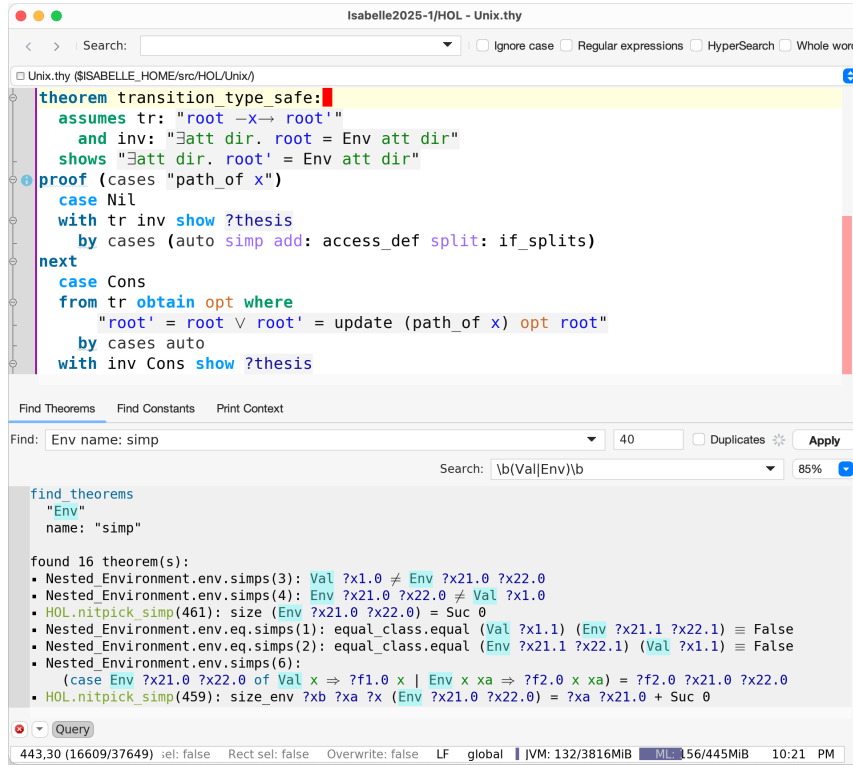 Isabelle2025-1/HOL - Unix.thy
Search: Ignore case Regular expressions HyperSearch Whole word
Unix.thy ($ISABELLE_HOME/src/HOL/Unix/)
theorem transition_type_safe:
assumes tr: "root −x→ root'"
and inv: "∃att dir. root = Env att dir"
shows "∃att dir. root' = Env att dir"
proof (cases "path_of x")
case Nil
with tr inv show ?thesis
by cases (auto simp add: access_def split: if_splits)
next
case Cons
from tr obtain opt where
"root' = root ∨ root' = update (path_of x) opt root"
by cases auto
with inv Cons show ?thesis
Find Theorems Find Constants Print Context
Find: Env name: simp 40 Duplicates Apply
Search: \b(Val|Env)\b 85%
find_theorems
"Env"
name: "simp"
found 16 theorem(s):
▪ Nested_Environment.env.simps(3): Val ?x1.0 ≠ Env ?x21.0 ?x22.0
▪ Nested_Environment.env.simps(4): Env ?x21.0 ?x22.0 ≠ Val ?x1.0
▪ HOL.nitpick_simp(461): size (Env ?x21.0 ?x22.0) = Suc 0
▪ Nested_Environment.env.eq.simps(1): equal_class.equal (Val ?x1.1) (Env ?x21.1 ?x22.1) ≡ False
▪ Nested_Environment.env.eq.simps(2): equal_class.equal (Env ?x21.1 ?x22.1) (Val ?x1.1) ≡ False
▪ Nested_Environment.env.simps(6):
(case Env ?x21.0 ?x22.0 of Val x ⇒ ?f1.0 x | Env x xa ⇒ ?f2.0 x xa) = ?f2.0 ?x21.0 ?x22.0
▪ HOL.nitpick_simp(459): size_env ?xb ?xa ?x (Env ?x21.0 ?x22.0) = ?xa ?x21.0 + Suc 0
Query
443,30 (16609/37649) sel: false Rect sel: false Overwrite: false LF global JVM: 132/3816MiB ML: 156/445MiB 10:21 PM